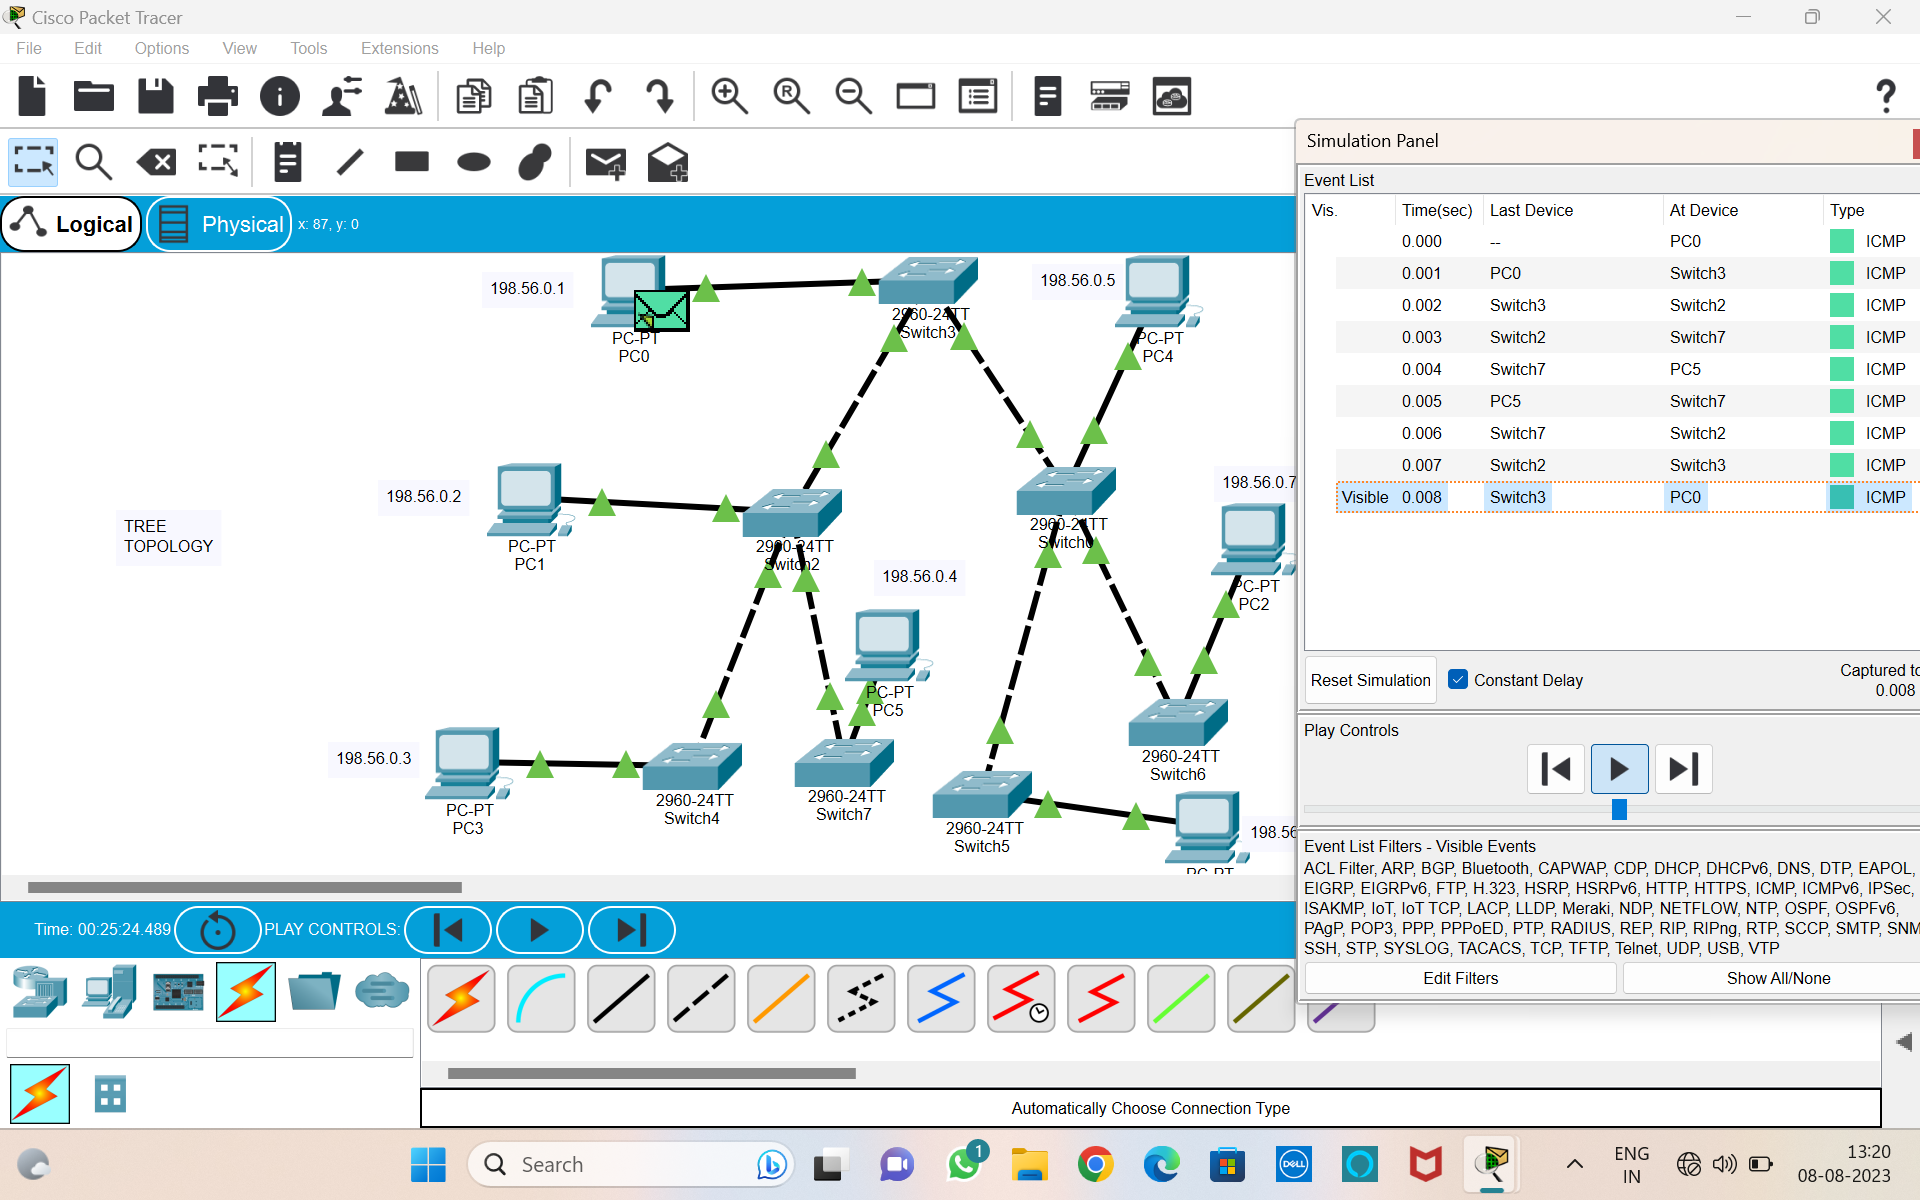 Cisco Packet Tracer
File Edit Options View Tools Extensions Help
Logical Physical x: 87, y: 0
198.56.0.1
PC-PT
PC0
2960-24TT
Switch3
198.56.0.5
PC-PT
PC4
198.56.0.2
PC-PT
PC1
TREE
TOPOLOGY
2960-24TT
Switch2
2960-24TT
Switch0
198.56.0.7
PC-PT
PC2
198.56.0.4
PC-PT
PC5
198.56.0.3
PC-PT
PC3
2960-24TT
Switch4
2960-24TT
Switch7
2960-24TT
Switch5
2960-24TT
Switch6
198.56
PC-PT
Simulation Panel
Event List
Vis. Time(sec) Last Device At Device Type
0.000 -- PC0 ICMP
0.001 PC0 Switch3 ICMP
0.002 Switch3 Switch2 ICMP
0.003 Switch2 Switch7 ICMP
0.004 Switch7 PC5 ICMP
0.005 PC5 Switch7 ICMP
0.006 Switch7 Switch2 ICMP
0.007 Switch2 Switch3 ICMP
Visible 0.008 Switch3 PC0 ICMP
Reset Simulation Constant Delay Captured to
0.008
Play Controls
Event List Filters - Visible Events
ACL Filter, ARP, BGP, Bluetooth, CAPWAP, CDP, DHCP, DHCPv6, DNS, DTP, EAPOL,
EIGRP, EIGRPv6, FTP, H.323, HSRP, HSRPv6, HTTP, HTTPS, ICMP, ICMPv6, IPSec,
ISAKMP, IoT, IoT TCP, LACP, LLDP, Meraki, NDP, NETFLOW, NTP, OSPF, OSPFv6,
PAgP, POP3, PPP, PPPoED, PTP, RADIUS, REP, RIP, RIPng, RTP, SCCP, SMTP, SNM
SSH, STP, SYSLOG, TACACS, TCP, TFTP, Telnet, UDP, USB, VTP
Edit Filters Show All/None
Time: 00:25:24.489 PLAY CONTROLS:
Automatically Choose Connection Type
Search
1
DELL
ENG
IN
13:20
08-08-2023